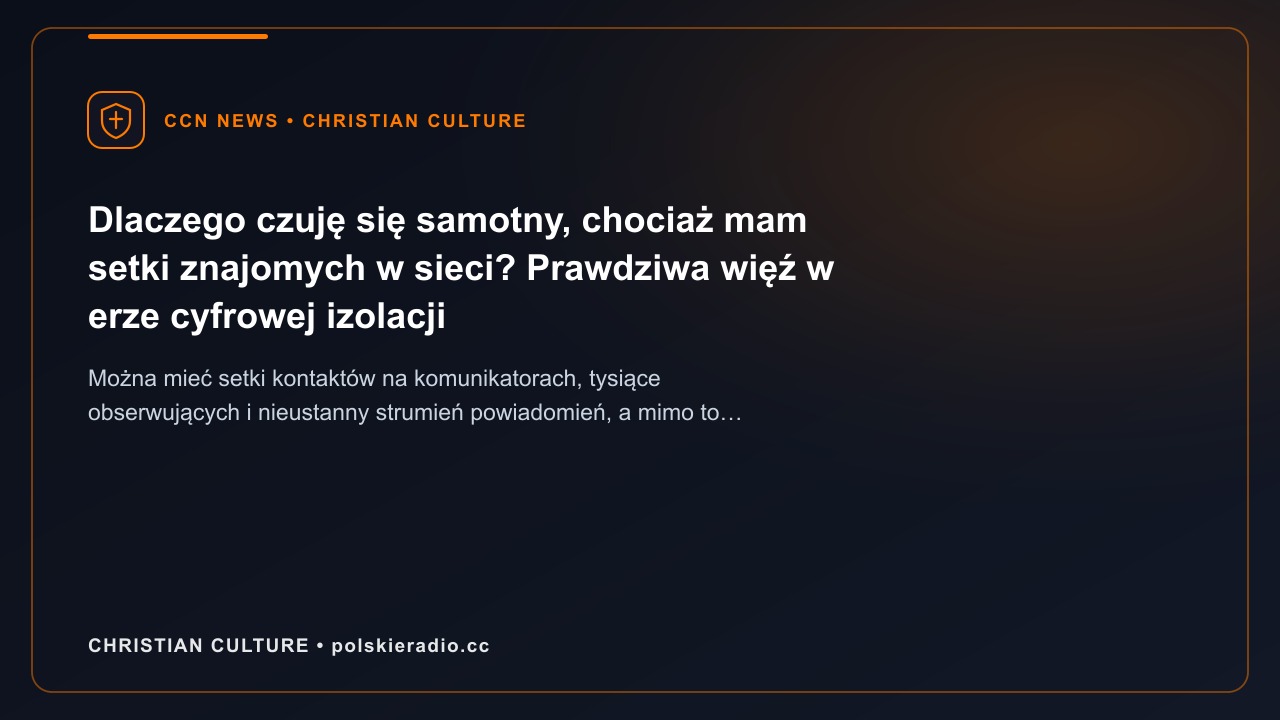 CCN NEWS • CHRISTIAN CULTURE
Dlaczego czuję się samotny, chociaż mam
setki znajomych w sieci? Prawdziwa więź w
erze cyfrowej izolacji
Można mieć setki kontaktów na komunikatorach, tysiące
obserwujących i nieustanny strumień powiadomień, a mimo to…
CHRISTIAN CULTURE • polskieradio.cc